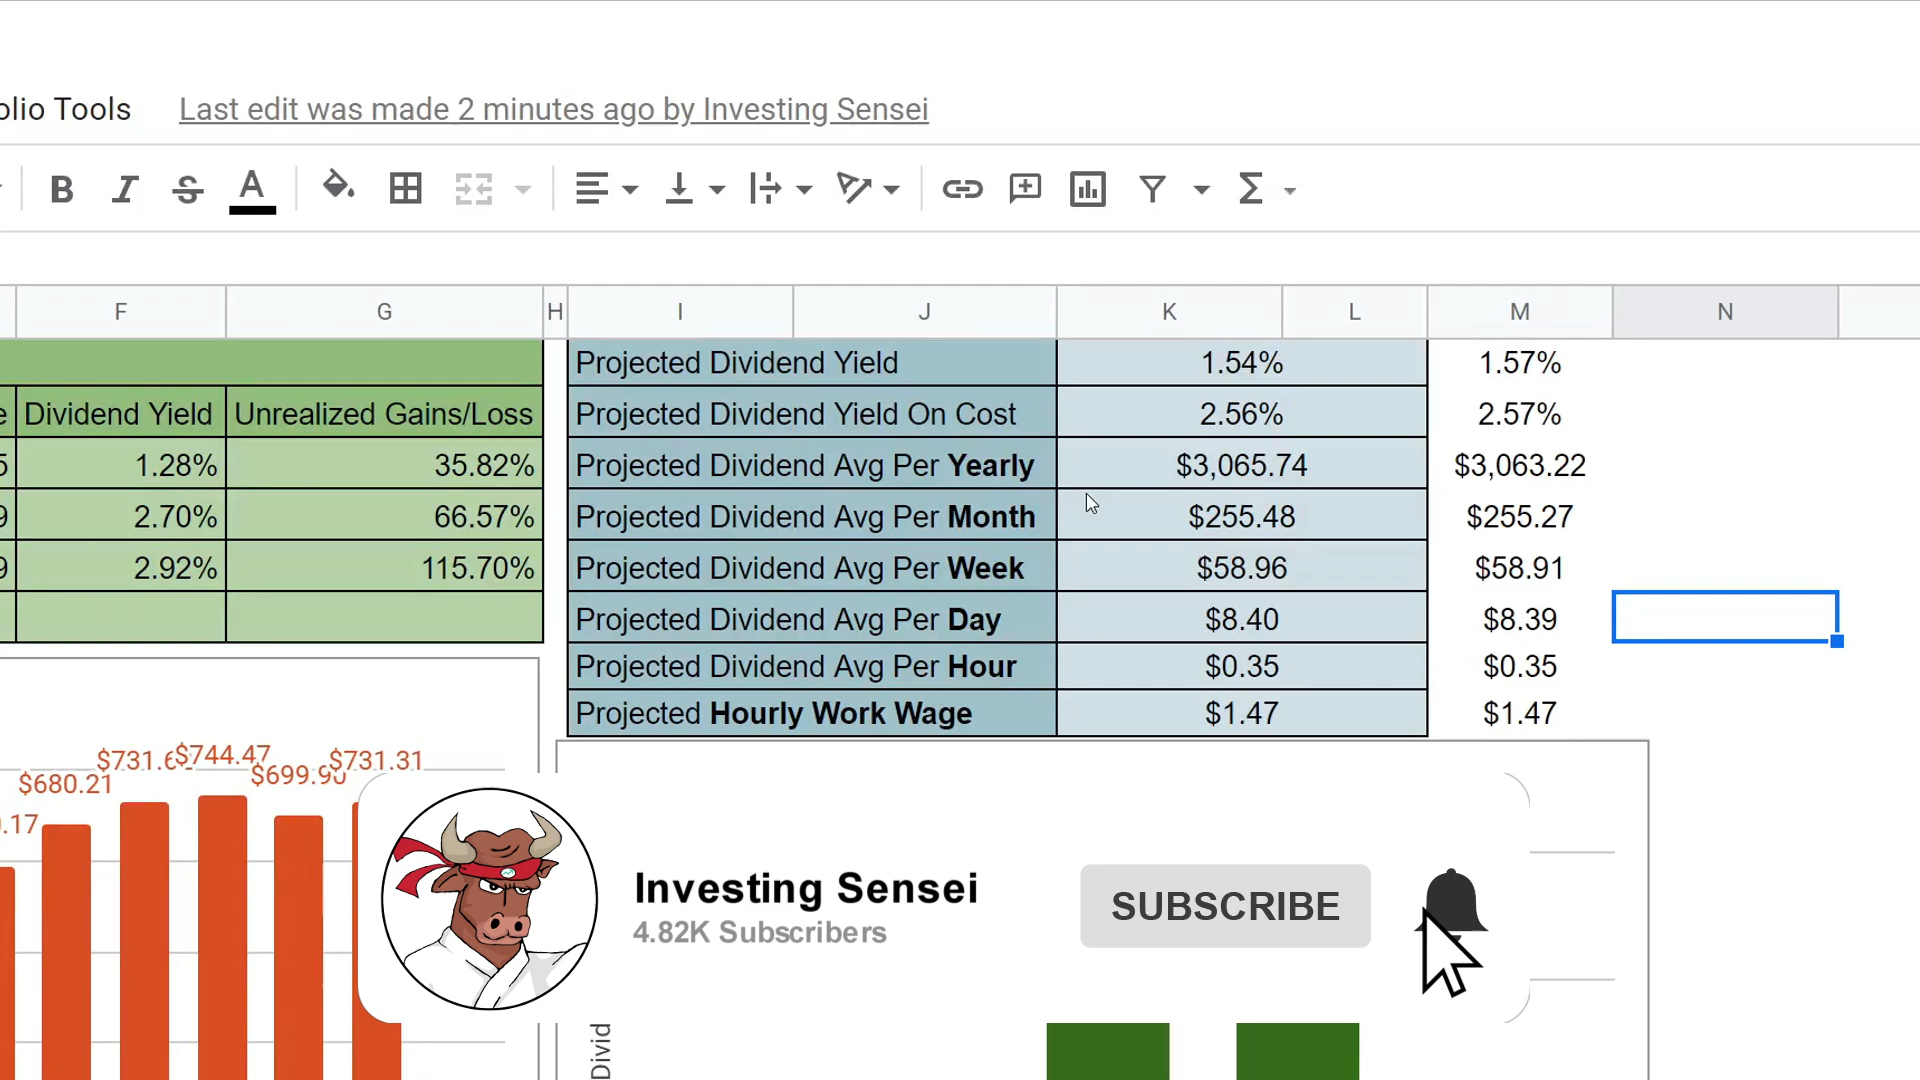 olio Tools Last edit was made 2 minutes ago by Investing Sensei
B I S A
F G H I J K L M N
Projected Dividend Yield 1.54% 1.57%
e Dividend Yield Unrealized Gains/Loss Projected Dividend Yield On Cost 2.56% 2.57%
5 1.28% 35.82% Projected Dividend Avg Per Yearly $3,065.74 $3,063.22
9 2.70% 66.57% Projected Dividend Avg Per Month $255.48 $255.27
9 2.92% 115.70% Projected Dividend Avg Per Week $58.96 $58.91
Projected Dividend Avg Per Day $8.40 $8.39
Projected Dividend Avg Per Hour $0.35 $0.35
Projected Hourly Work Wage $1.47 $1.47
.17 $680.21 $744.47 $731.31
Investing Sensei
4.82K Subscribers
SUBSCRIBE
Divid